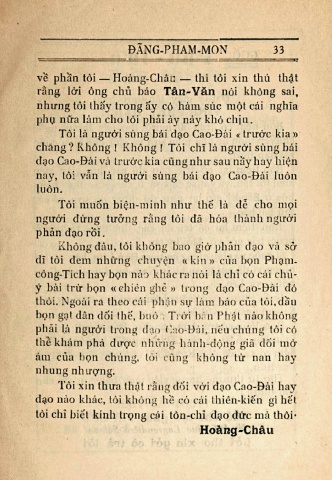 ĐĂNG-PHAM-MON 33
về phần tôi — Hoàng-Châu — thì tôi xin thú thật
rằng lời ông chủ báo Tân-Văn nói không sai,
nhưng tôi thấy trong ấy có hàm súc một cái nghĩa
phụ nữa làm cho tôi phải áy náy khó chịu.
Tôi là người sùng bái đạo Cao-Đài « trước kia »
chăng ? Không ! Không ! Tôi chỉ là người sùng bái
đạo Cao-Đài và trước kia cũng như sau nầy hay hiện
nay, tôi vẫn là người sùng bái đạo Cao-Đài luôn
luôn.
Tôi muốn biện-minh như thế là để cho mọi
người đừng tưởng rằng tôi đã hóa thành người
phản đạo rồi.
Không đâu, tôi không bao giờ phản đạo và sở
dĩ tôi đem những chuyện « kín » của bọn Phạm-
công-Tích hay bọn nào khác ra nói là chỉ có cái chủ-
ý bài trừ bọn « chiên ghẻ » trong đạo Cao-Đài đó
thôi. Ngoài ra theo cái phận sự làm báo của tôi, dầu
bọn gạt dân dối thế, buôn Trời bán Phật nào không
phải là người trong đạo Cao-Đài, nếu chúng tôi có
thể khám phá được những hành-động giả dối mờ
ám của bọn chúng, tôi cũng không từ nan hay
nhung nhượng.
Tôi xin thưa thật rằng đối với đạo Cao-Đài hay
đạo nào khác, tôi không hề có cái thiên-kiến gì hết
tôi chỉ biết kinh trọng cái tôn-chỉ đạo đức mà thôi·
Hoàng-Châu